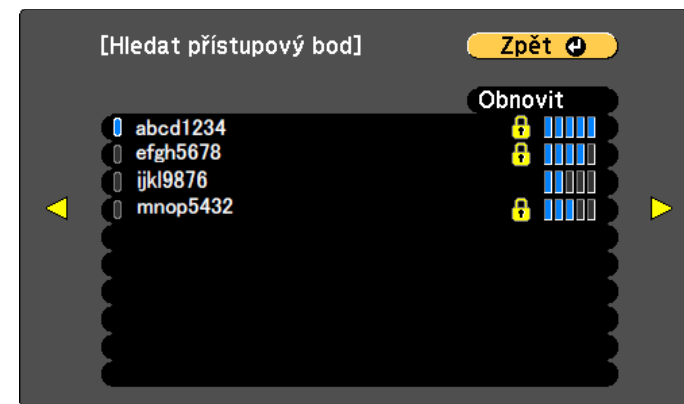 [Hledat přístupový bod]
Zpět
Obnovit
abcd1234
efgh5678
ijkl9876
mnop5432